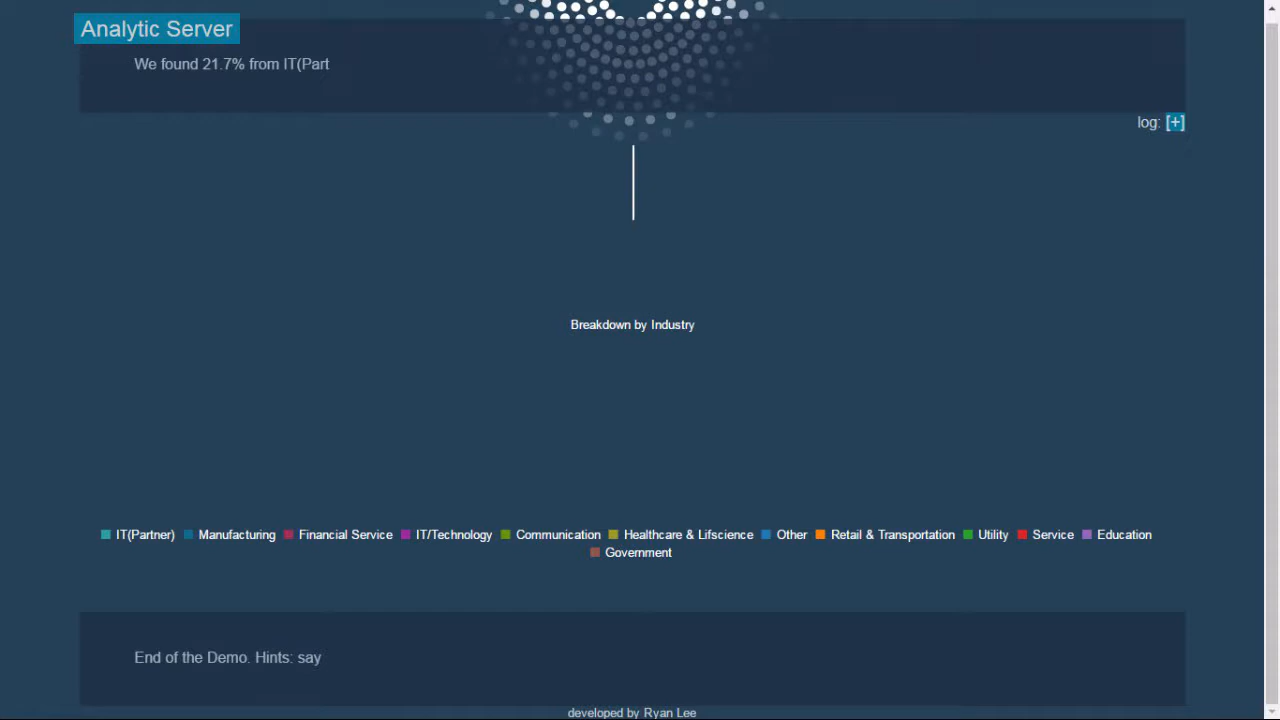 Analytic Server
We found 21.7% from IT(Part
log: [+]
Breakdown by Industry
IT(Partner) Manufacturing Financial Service IT/Technology Communication Healthcare & Lifscience Other Retail & Transportation Utility Service Education
Government
End of the Demo. Hints: say
developed by Ryan Lee